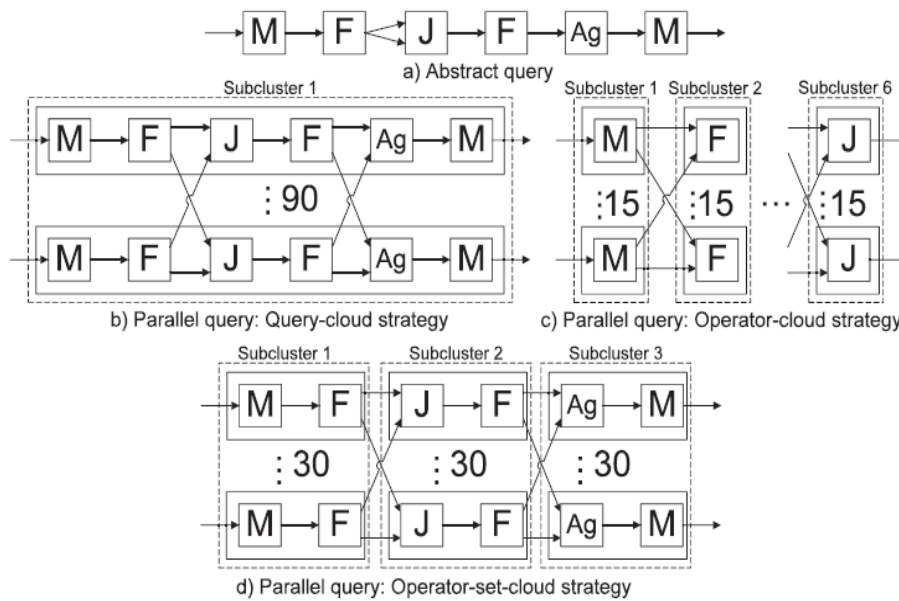 M F J F Ag M
a) Abstract query
Subcluster 1
M F J F Ag M
⋮90
M F J F Ag M
b) Parallel query: Query-cloud strategy
Subcluster 1 Subcluster 2 Subcluster 6
M F J
⋮15 ⋮15 ... ⋮15
M F J
c) Parallel query: Operator-cloud strategy
Subcluster 1 Subcluster 2 Subcluster 3
M F J F Ag M
⋮30 ⋮30 ⋮30
M F J F Ag M
d) Parallel query: Operator-set-cloud strategy